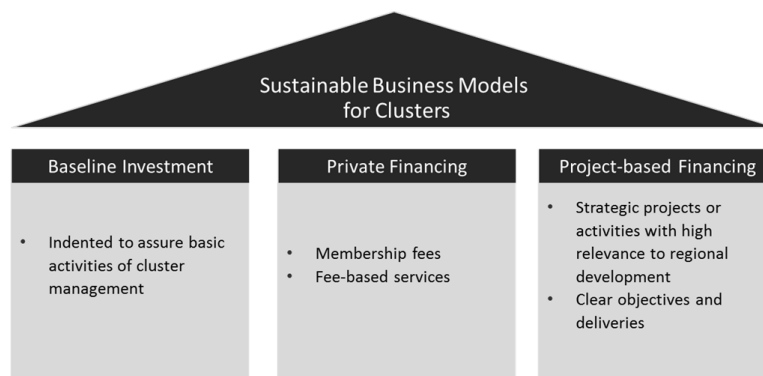 Sustainable Business Models
for Clusters
Baseline Investment
• Indented to assure basic
activities of cluster
management
Private Financing
• Membership fees
• Fee-based services
Project-based Financing
• Strategic projects or
activities with high
relevance to regional
development
• Clear objectives and
deliveries